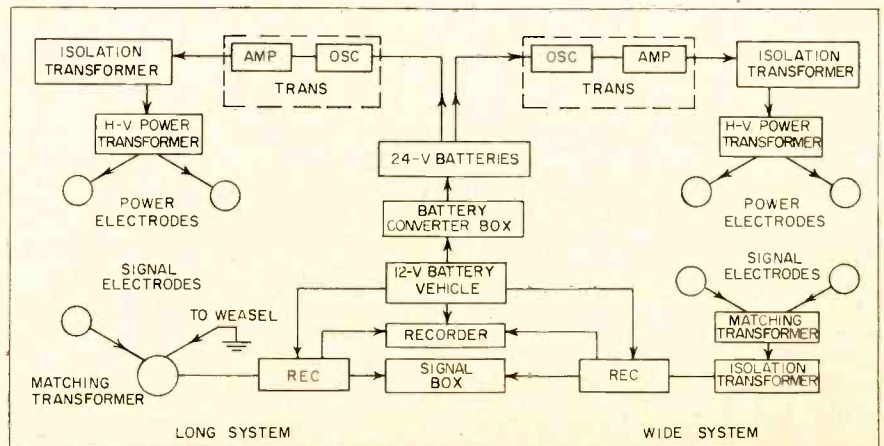 ISOLATION
TRANSFORMER
AMP
OSC
TRANS
OSC
AMP
TRANS
ISOLATION
TRANSFORMER
H-V POWER
TRANSFORMER
24-V BATTERIES
H-V POWER
TRANSFORMER
POWER
ELECTRODES
BATTERY
CONVERTER BOX
POWER
ELECTRODES
SIGNAL
ELECTRODES
12-V BATTERY
VEHICLE
SIGNAL
ELECTRODES
TO WEASEL
RECORDER
MATCHING
TRANSFORMER
MATCHING
TRANSFORMER
REC
SIGNAL
BOX
REC
ISOLATION
TRANSFORMER
LONG SYSTEM
WIDE SYSTEM